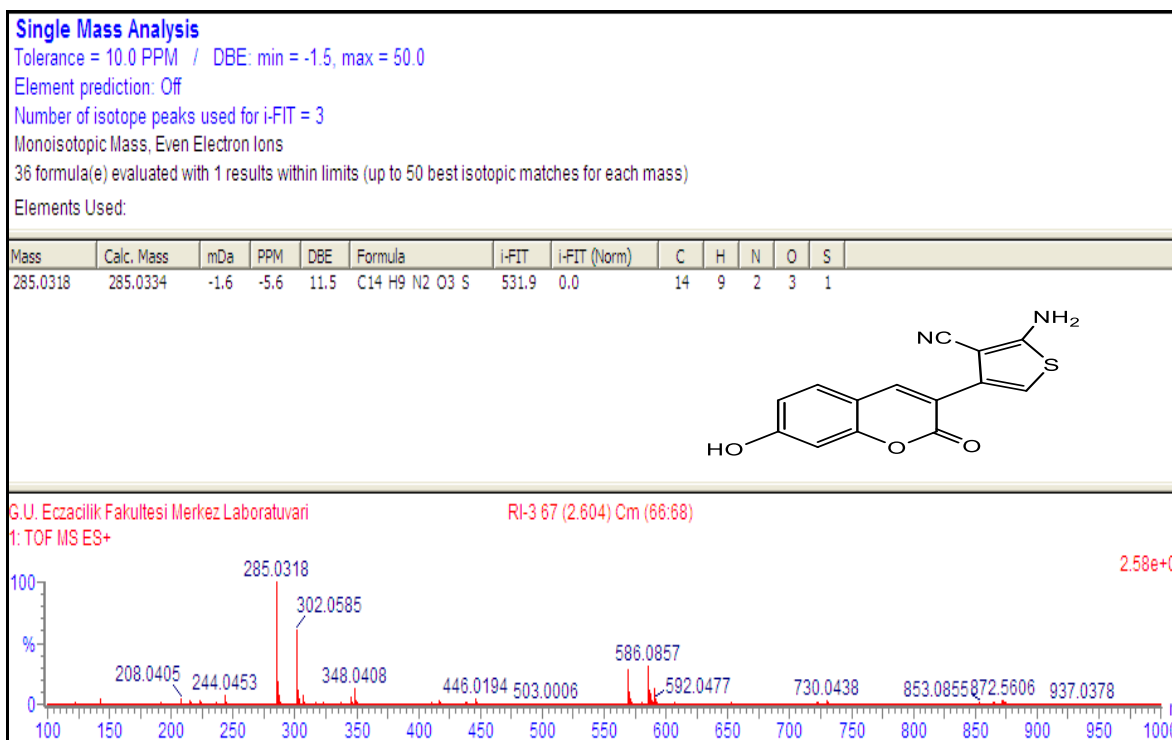 Single Mass Analysis
Tolerance = 10.0 PPM / DBE: min = -1.5, max = 50.0
Element prediction: Off
Number of isotope peaks used for i-FIT = 3
Monoisotopic Mass, Even Electron Ions
36 formula(e) evaluated with 1 results within limits (up to 50 best isotopic matches for each mass)
Elements Used:
Mass Calc. Mass mDa PPM DBE Formula i-FIT i-FIT (Norm) C H N O S
285.0318 285.0334 -1.6 -5.6 11.5 C14 H9 N2 O3 S 531.9 0.0 14 9 2 3 1
NH2
NC
S
HO O O
G.U. Eczacilik Fakultesi Merkez Laboratuvari RI-3 67 (2.604) Cm (66:68)
1: TOF MS ES+
2.58e+0
100 285.0318
302.0585
% 586.0857
208.0405 244.0453 348.0408 446.0194 503.0006 592.0477 730.0438 853.0855 872.5606 937.0378
0
100 150 200 250 300 350 400 450 500 550 600 650 700 750 800 850 900 950 1000